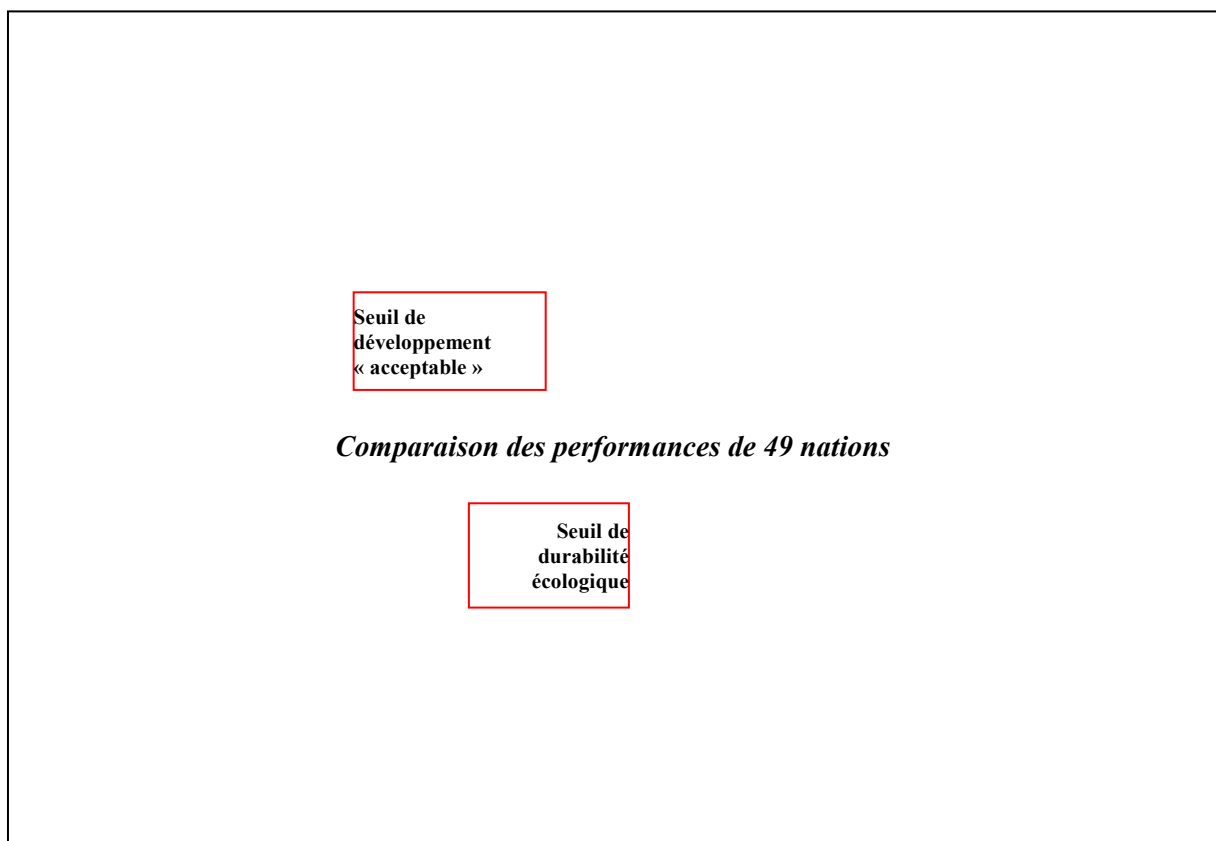 Seuil de
développement
« acceptable »
Comparaison des performances de 49 nations
Seuil de
durabilité
écologique